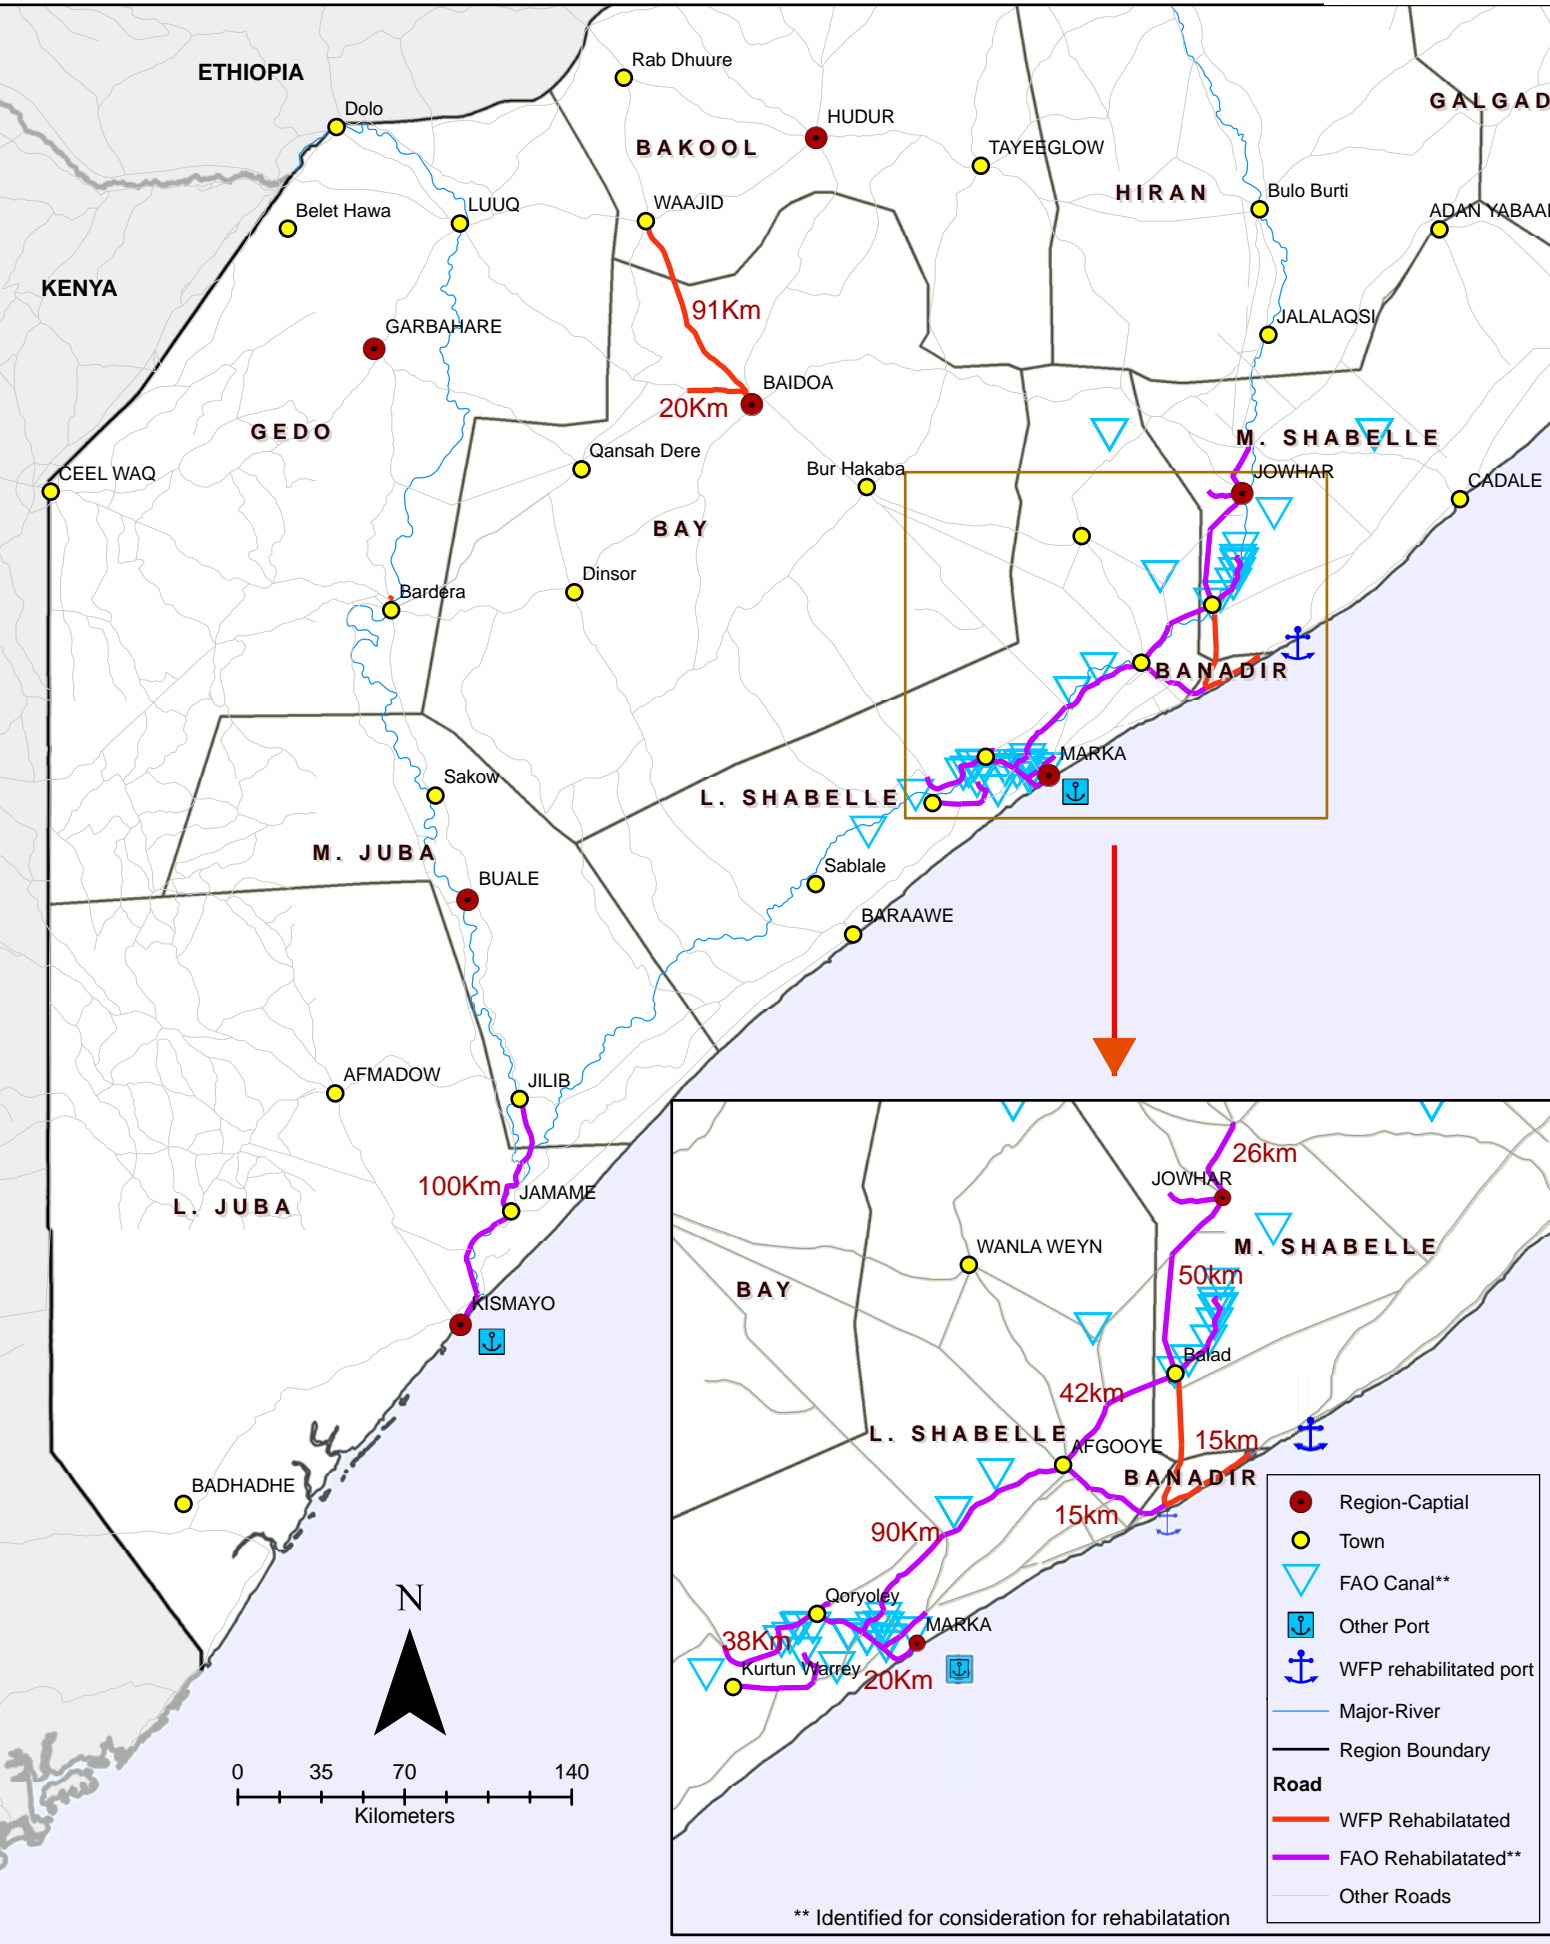 ETHIOPIA
Rab Dhuure
GALGAD
Dolo
HUDUR
BAKOOL
TAYEEGLOW
HIRAN
Bulo Burti
Belet Hawa
LUUQ
WAAJID
ADAN YABAAL
KENYA
91Km
JALALAQSI
GARBAHARE
BAIDOA
20Km
GEDO
M. SHABELLE
Qansah Dere
Bur Hakaba
JOWHAR
CEEL WAQ
CADALE
BAY
Dinsor
Bardera
BANADIR
MARKA
Sakow
L. SHABELLE
M. JUBA
Sablale
BUALE
BARAAWE
AFMADOW
JILIB
100Km
JAMAME
L. JUBA
KISMAYO
BADHADHE
N
0 35 70 140
Kilometers
26km
JOWHAR
WANLA WEYN
M. SHABELLE
50km
BAY
Balad
42km
L. SHABELLE
AFGOOYE
15km
BANADIR
15km
90Km
Qoryoley
MARKA
38Km
Kurtun Warrey
20Km
Region-Captial
Town
FAO Canal**
Other Port
WFP rehabilitated port
Major-River
Region Boundary
Road
WFP Rehabilatated
FAO Rehabilatated**
Other Roads
** Identified for consideration for rehabilatation